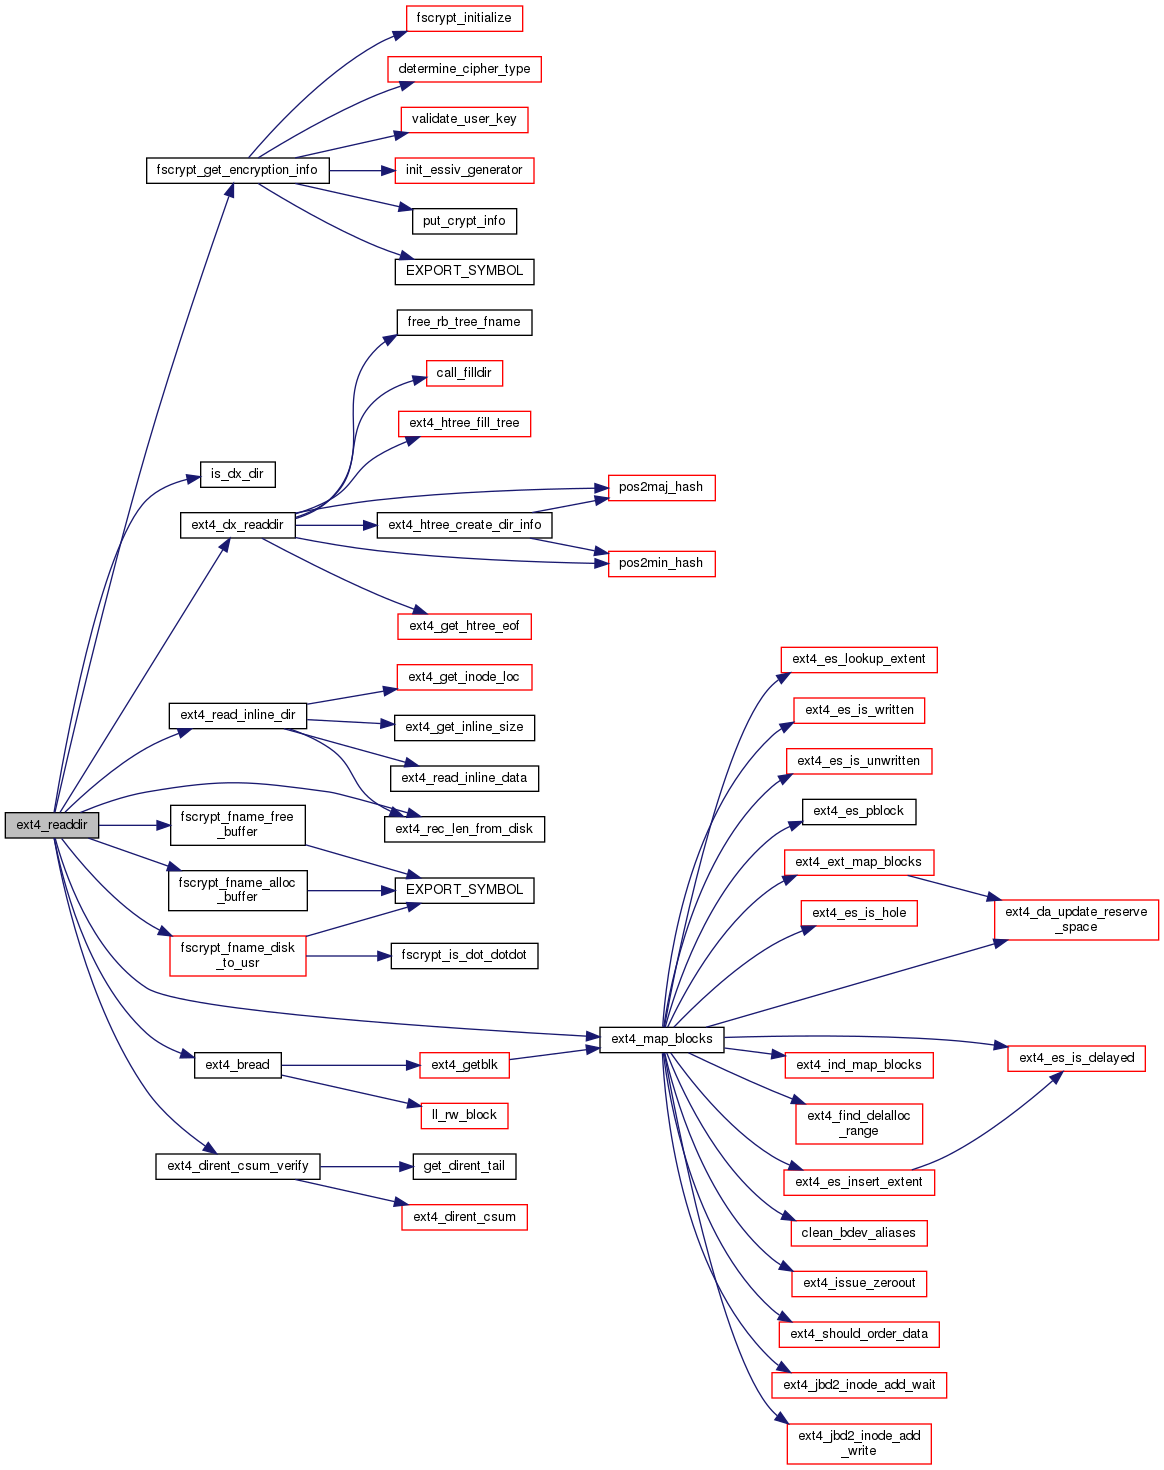 fscrypt_initialize
determine_cipher_type
validate_user_key
fscrypt_get_encryption_info
init_essiv_generator
put_crypt_info
EXPORT_SYMBOL
free_rb_tree_fname
call_filldir
ext4_htree_fill_tree
is_dx_dir
pos2maj_hash
ext4_dx_readdir
ext4_htree_create_dir_info
pos2min_hash
ext4_get_htree_eof
ext4_es_lookup_extent
ext4_get_inode_loc
ext4_read_inline_dir
ext4_es_is_written
ext4_get_inline_size
ext4_es_is_unwritten
ext4_read_inline_data
ext4_es_pblock
ext4_readdir
fscrypt_fname_free
_buffer
ext4_rec_len_from_disk
ext4_ext_map_blocks
fscrypt_fname_alloc
_buffer
EXPORT_SYMBOL
ext4_es_is_hole
ext4_da_update_reserve
_space
fscrypt_fname_disk
_to_usr
fscrypt_is_dot_dotdot
ext4_map_blocks
ext4_es_is_delayed
ext4_bread
ext4_getblk
ext4_ind_map_blocks
ll_rw_block
ext4_find_delalloc
_range
ext4_dirent_csum_verify
get_dirent_tail
ext4_es_insert_extent
ext4_dirent_csum
clean_bdev_aliases
ext4_issue_zeroout
ext4_should_order_data
ext4_jbd2_inode_add_wait
ext4_jbd2_inode_add
_write